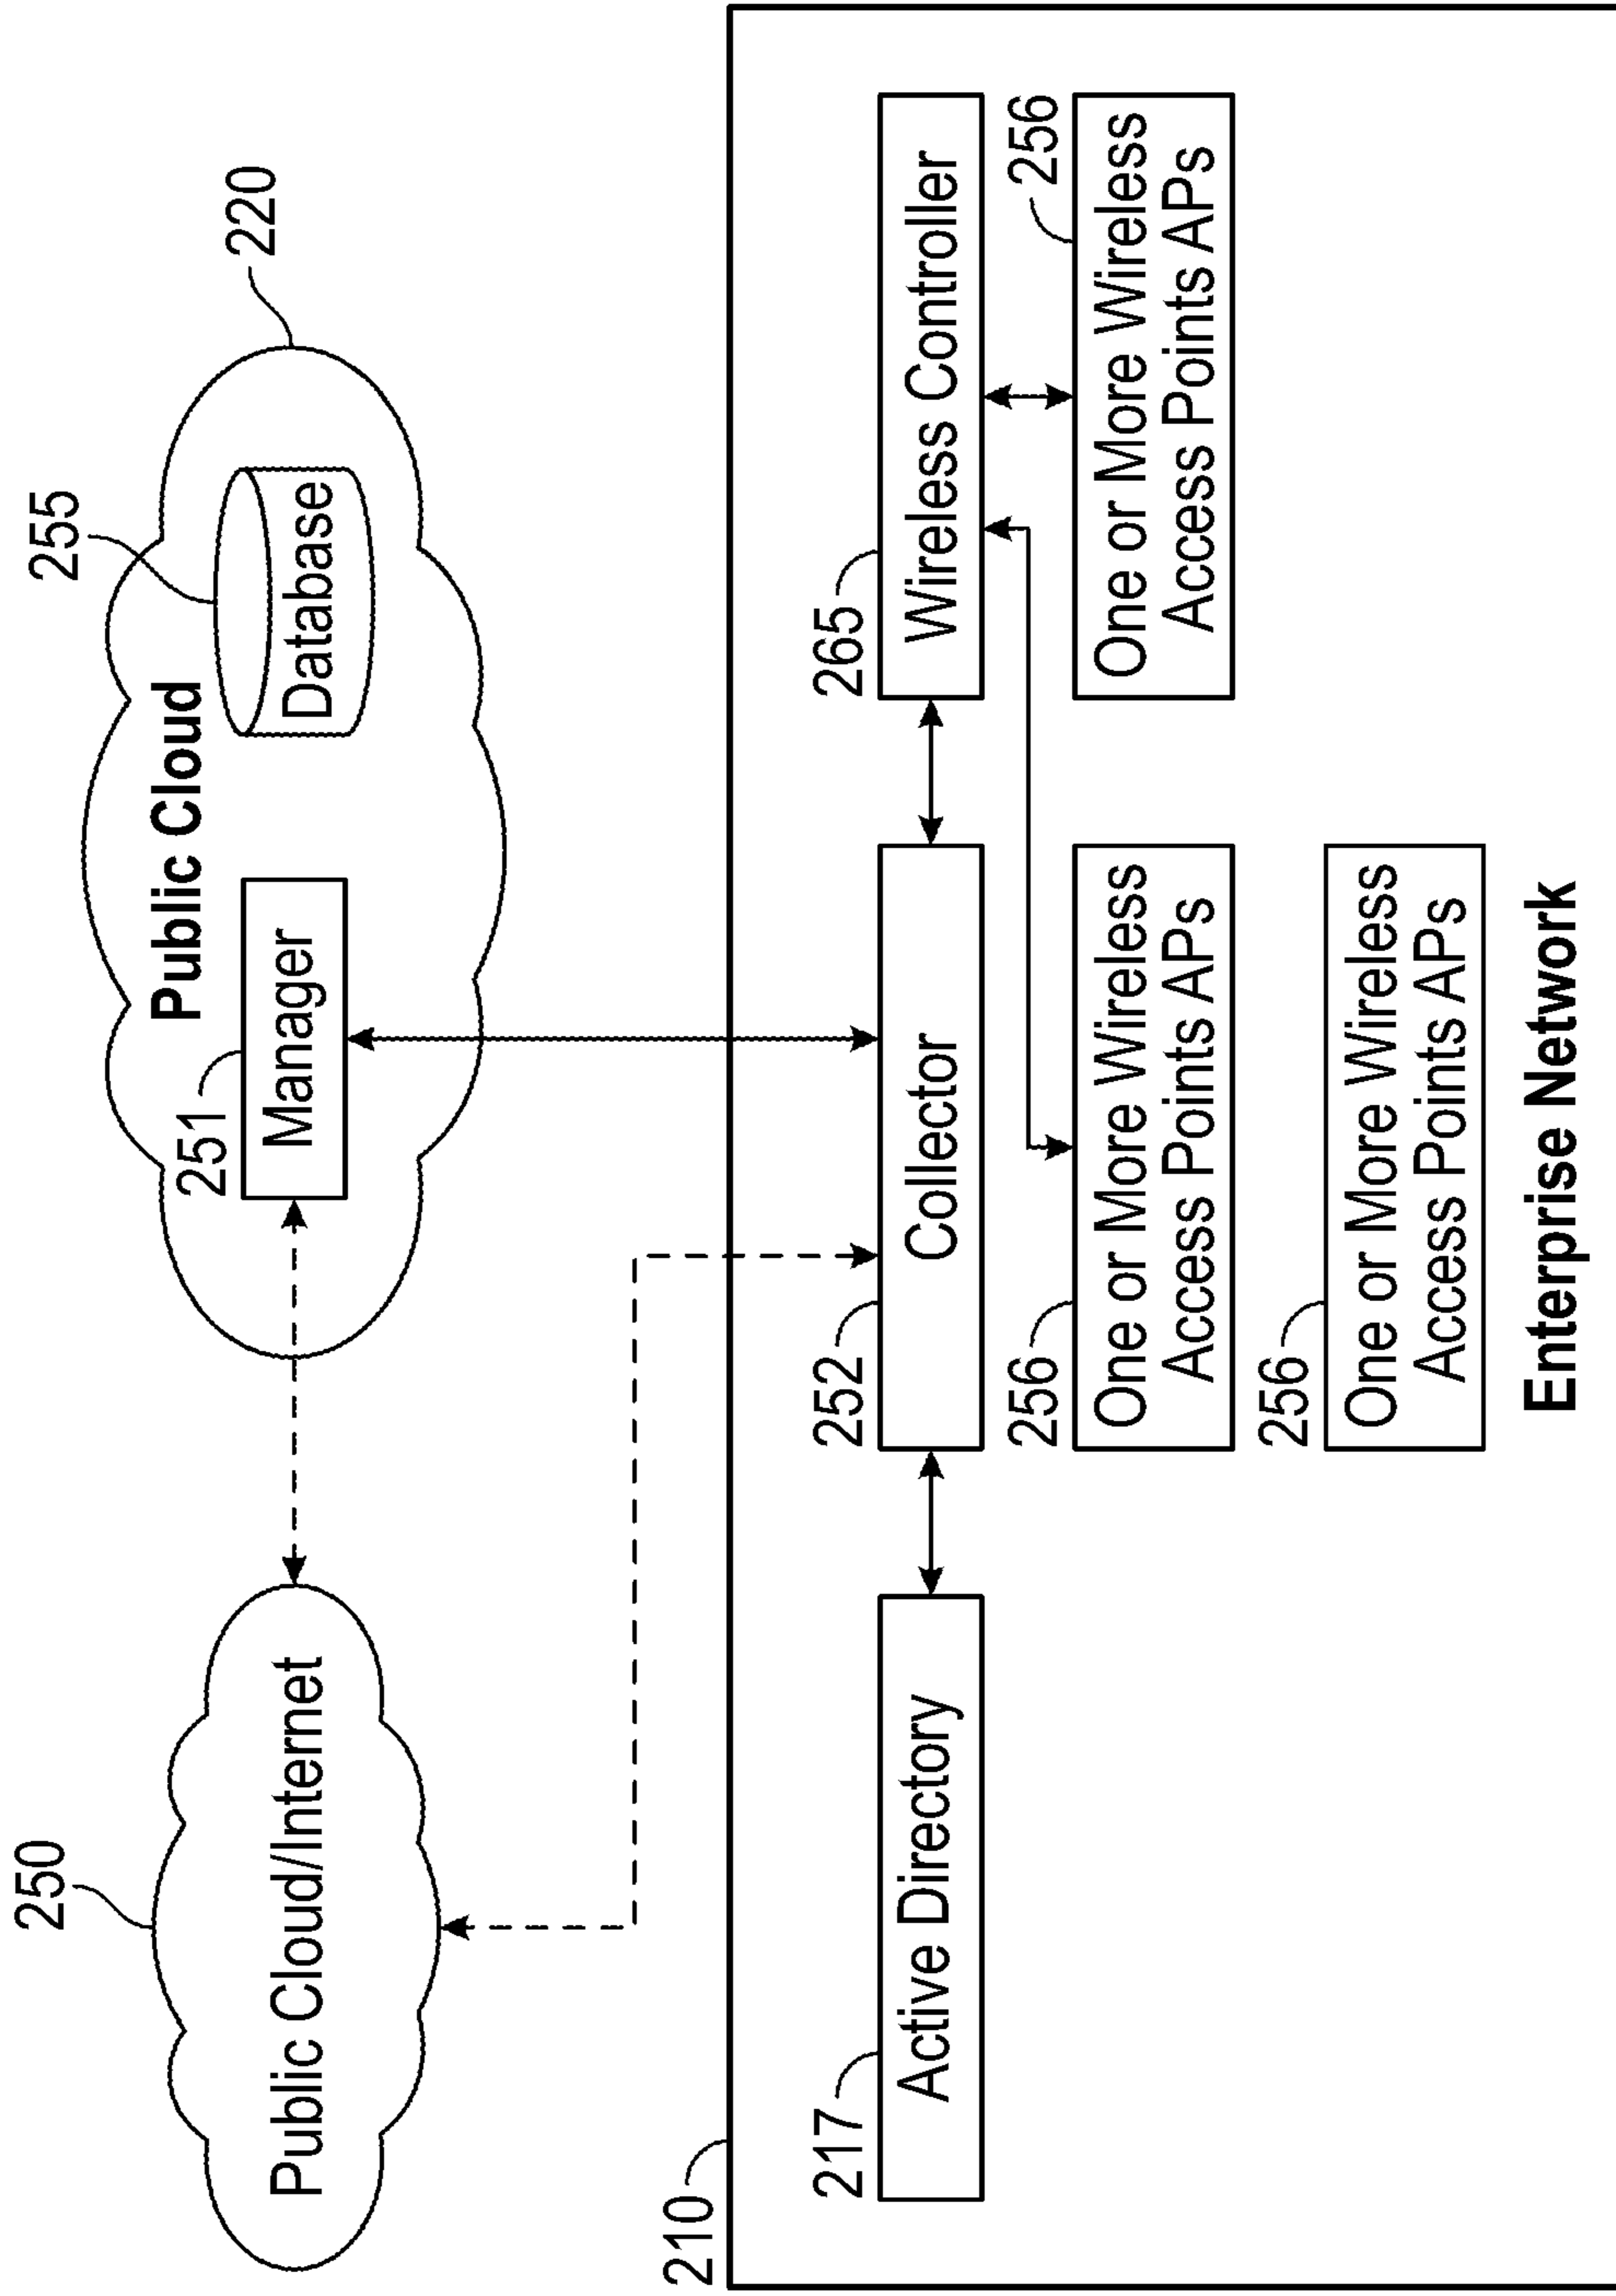 250
Public Cloud/Internet
255
220
Public Cloud
251
Manager
Database
210
217
Active Directory
252
Collector
265
Wireless Controller
256
One or More Wireless
Access Points APs
256
One or More Wireless
Access Points APs
256
One or More Wireless
Access Points APs
Enterprise Network